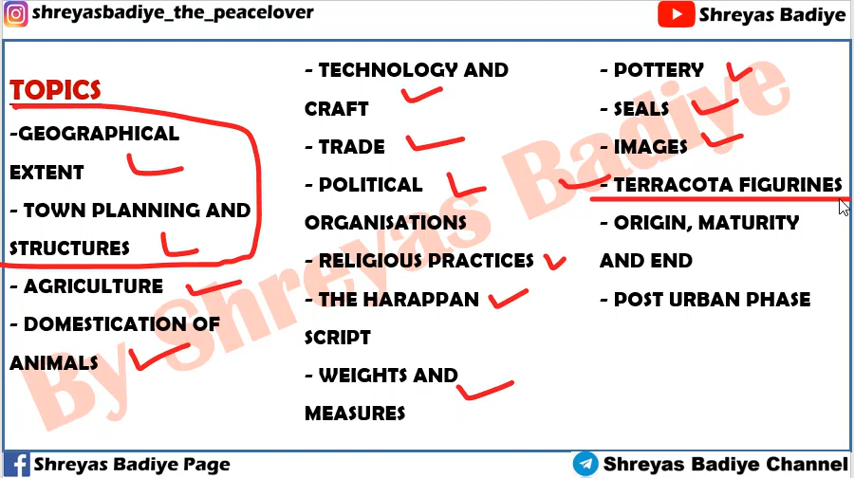 shreyasbadiye_the_peacelover
Shreyas Badiye
TOPICS
-GEOGRAPHICAL
EXTENT
- TOWN PLANNING AND
STRUCTURES
- AGRICULTURE
- DOMESTICATION OF
ANIMALS
- TECHNOLOGY AND
CRAFT
- TRADE
- POLITICAL
ORGANISATIONS
- RELIGIOUS PRACTICES
- THE HARAPPAN
SCRIPT
- WEIGHTS AND
MEASURES
- POTTERY
- SEALS
- IMAGES
- TERRACOTA FIGURINES
- ORIGIN, MATURITY
AND END
- POST URBAN PHASE
By Shreyas Badiye
Shreyas Badiye Page
Shreyas Badiye Channel